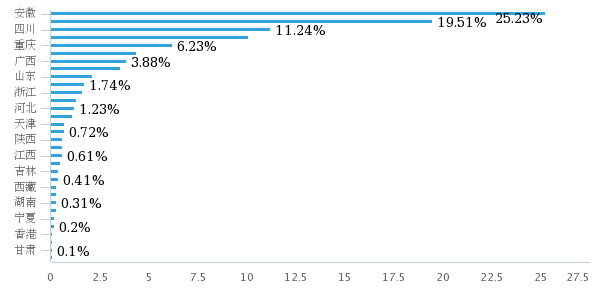 安徽
25.23%
19.51%
四川
11.24%
重庆
6.23%
广西
3.88%
山东
1.74%
浙江
河北
1.23%
天津
0.72%
陕西
江西
0.61%
吉林
0.41%
西藏
湖南
0.31%
宁夏
0.2%
香港
甘肃
0.1%
0 2.5 5 7.5 10 12.5 15 17.5 20 22.5 25 27.5